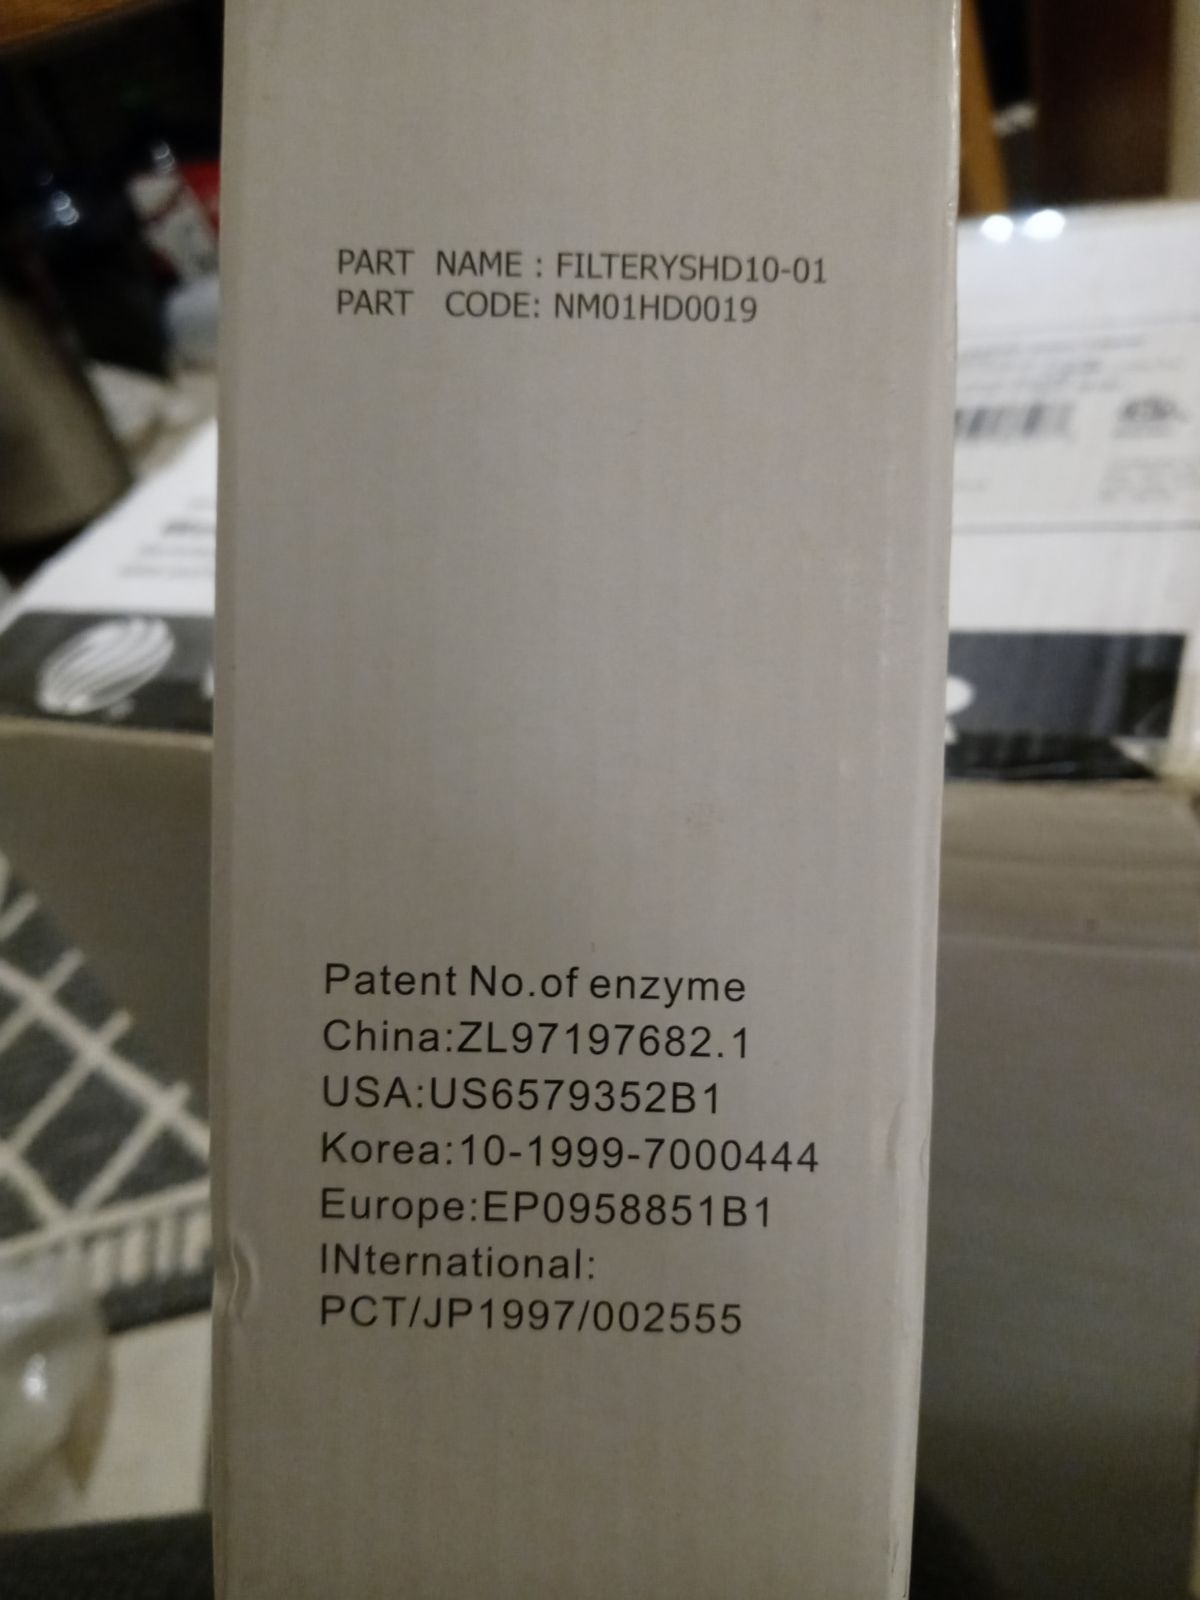 PART NAME : FILTERYSHD10-01
PART CODE: NM01HD0019
Patent No.of enzyme
China:ZL97197682.1
USA:US6579352B1
Korea:10-1999-7000444
Europe:EP0958851B1
INternational:
PCT/JP1997/002555